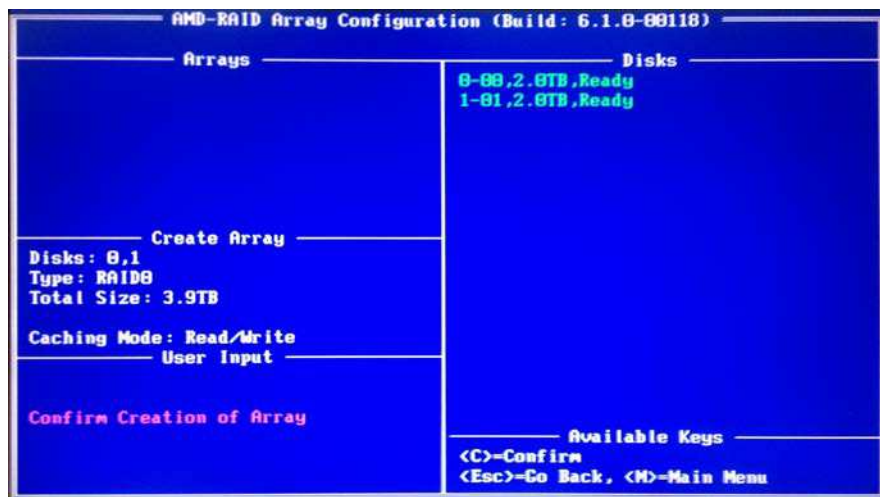 AMD-RAID Array Configuration (Build: 6.1.0-00118)
Arrays
Create Array
Disks: 0,1
Type: RAID0
Total Size: 3.9TB
Caching Mode: Read/Write
User Input
Confirm Creation of Array
Disks
0-00,2.0TB,Ready
1-01,2.0TB,Ready
Available Keys
<C>=Confirm
<Esc>=Go Back, <M>=Main Menu